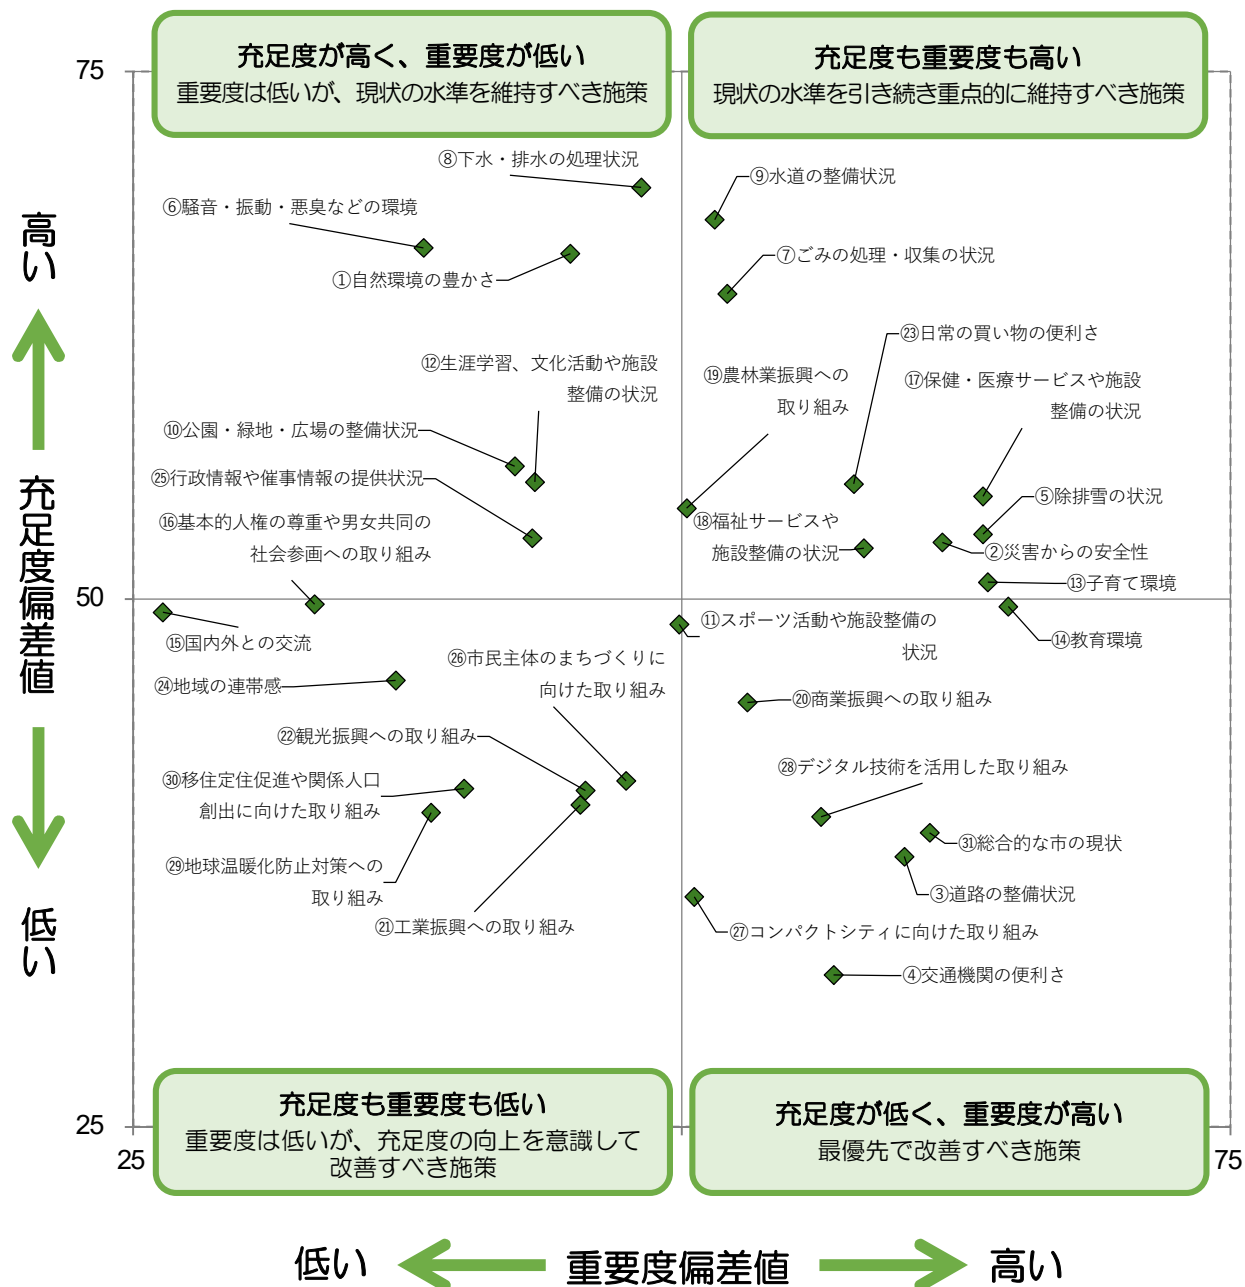 充足度が高く、重要度が低い
重要度は低いが、現状の水準を維持すべき施策
充足度も重要度も高い
現状の水準を引き続き重点的に維持すべき施策
75
⑧下水・排水の処理状況
⑨水道の整備状況
⑥騒音・振動・悪臭などの環境
⑦ごみの処理・収集の状況
①自然環境の豊かさ
㉓日常の買い物の便利さ
⑫生涯学習、文化活動や施設
整備の状況
⑲農林業振興への
取り組み
⑰保健・医療サービスや施設
整備の状況
⑩公園・緑地・広場の整備状況
㉕行政情報や催事情報の提供状況
⑤除排雪の状況
⑯基本的人権の尊重や男女共同の
社会参画への取り組み
⑱福祉サービスや
施設整備の状況
②災害からの安全性
⑬子育て環境
50
⑮国内外との交流
⑪スポーツ活動や施設整備の
状況
⑭教育環境
㉖市民主体のまちづくりに
向けた取り組み
㉔地域の連帯感
⑳商業振興への取り組み
㉒観光振興への取り組み
㉘デジタル技術を活用した取り組み
㉚移住定住促進や関係人口
創出に向けた取り組み
㉛総合的な市の現状
㉙地球温暖化防止対策への
取り組み
③道路の整備状況
㉑工業振興への取り組み
㉗コンパクトシティに向けた取り組み
④交通機関の便利さ
高い
充足度偏差値
低い
充足度も重要度も低い
重要度は低いが、充足度の向上を意識して
改善すべき施策
充足度が低く、重要度が高い
最優先で改善すべき施策
25
25
75
低い
重要度偏差値
高い